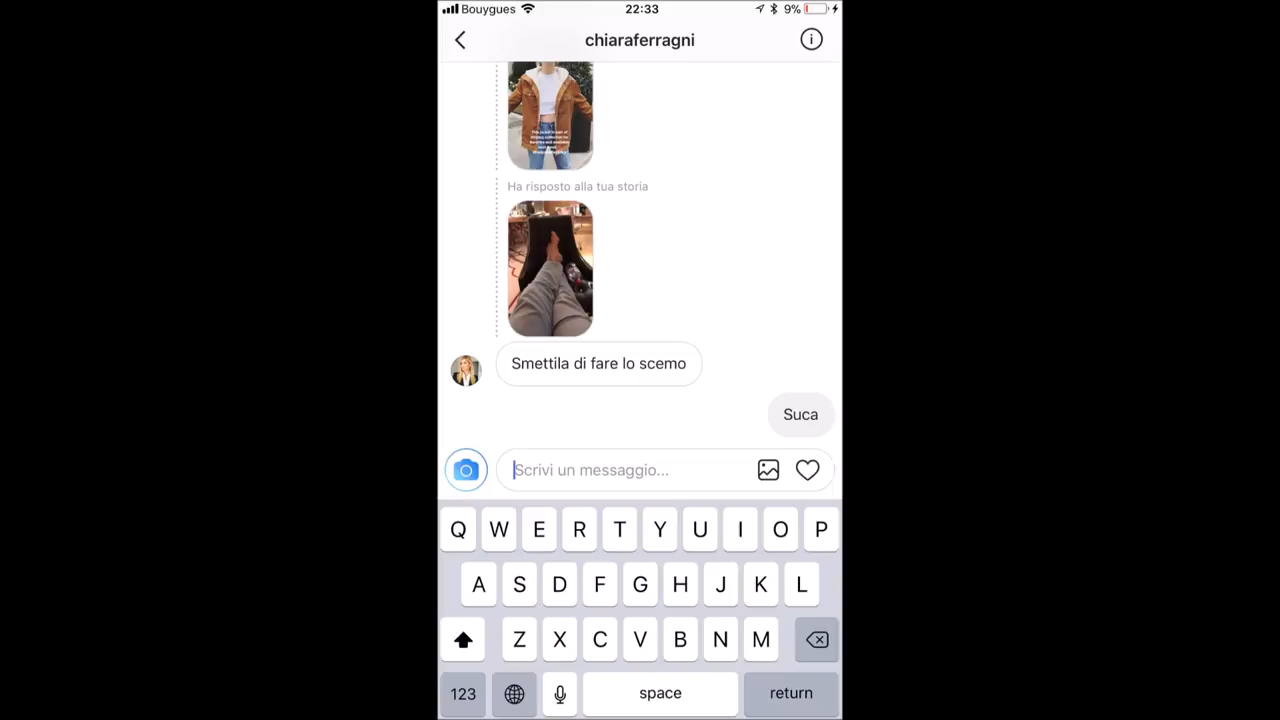 Bouygues 22:33 9%
chiaraferragni
Ha risposto alla tua storia
Smettila di fare lo scemo
Suca
Scrivi un messaggio...
Q W E R T Y U I O P
A S D F G H J K L
Z X C V B N M
123 space return